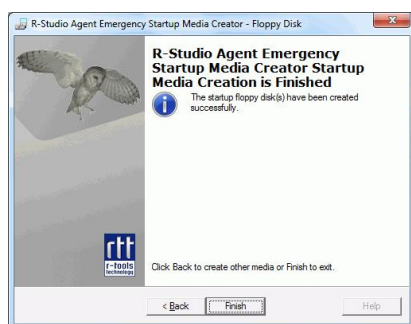 R-Studio Agent Emergency Startup Media Creator - Floppy Disk
R-Studio Agent Emergency
Startup Media Creator Startup
Media Creation is Finished
The startup floppy disk(s) have been created
successfully.
rtt
r-tools
technology
Click Back to create other media or Finish to exit.
< Back
Finish
Help